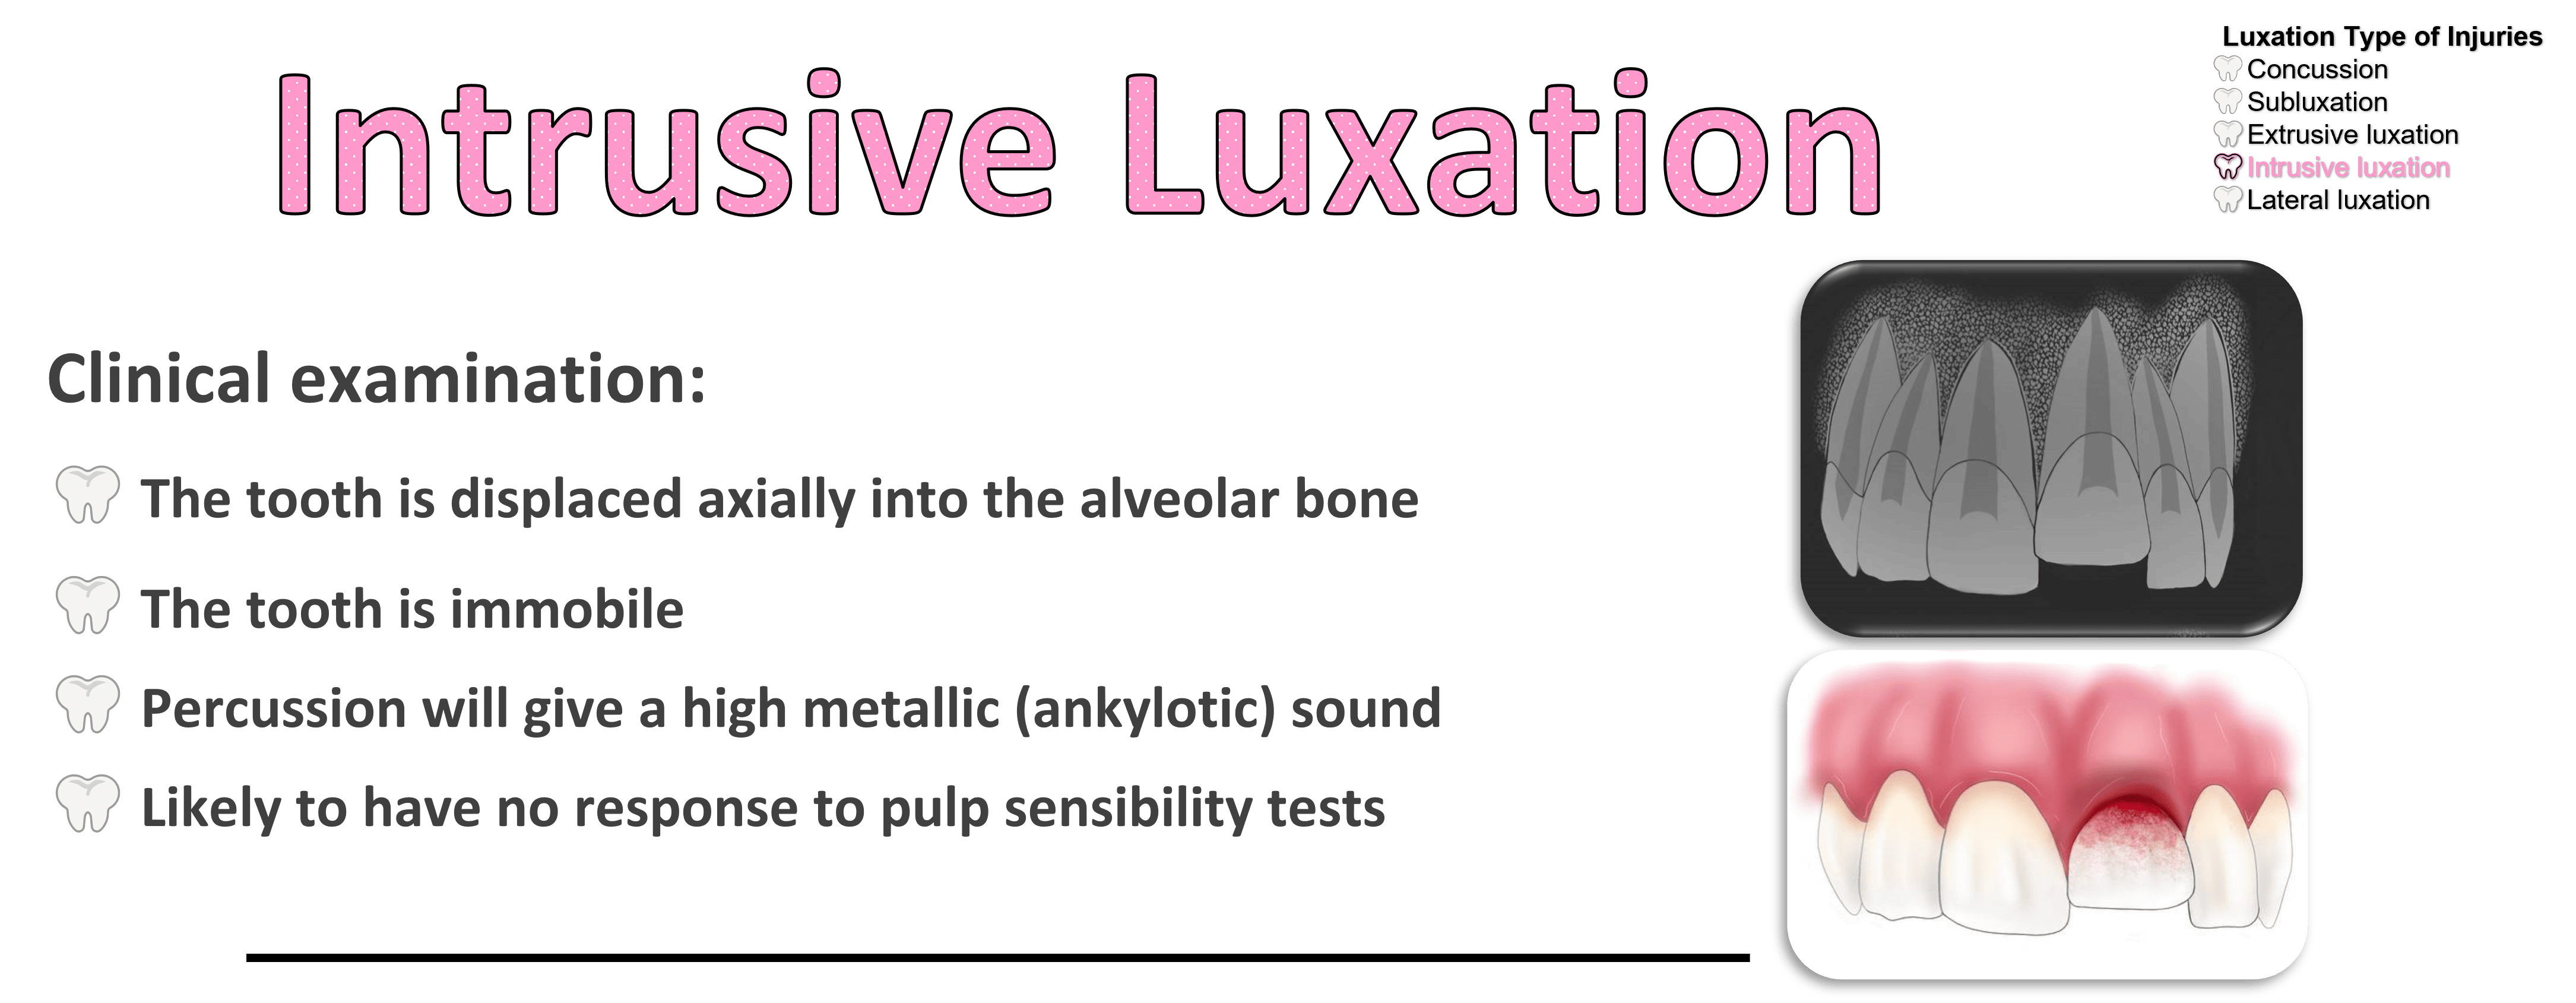 Intrusive Luxation
Luxation Type of Injuries
Concussion
Subluxation
Extrusive luxation
Intrusive luxation
Lateral luxation
Clinical examination:
The tooth is displaced axially into the alveolar bone
The tooth is immobile
Percussion will give a high metallic (ankylotic) sound
Likely to have no response to pulp sensibility tests